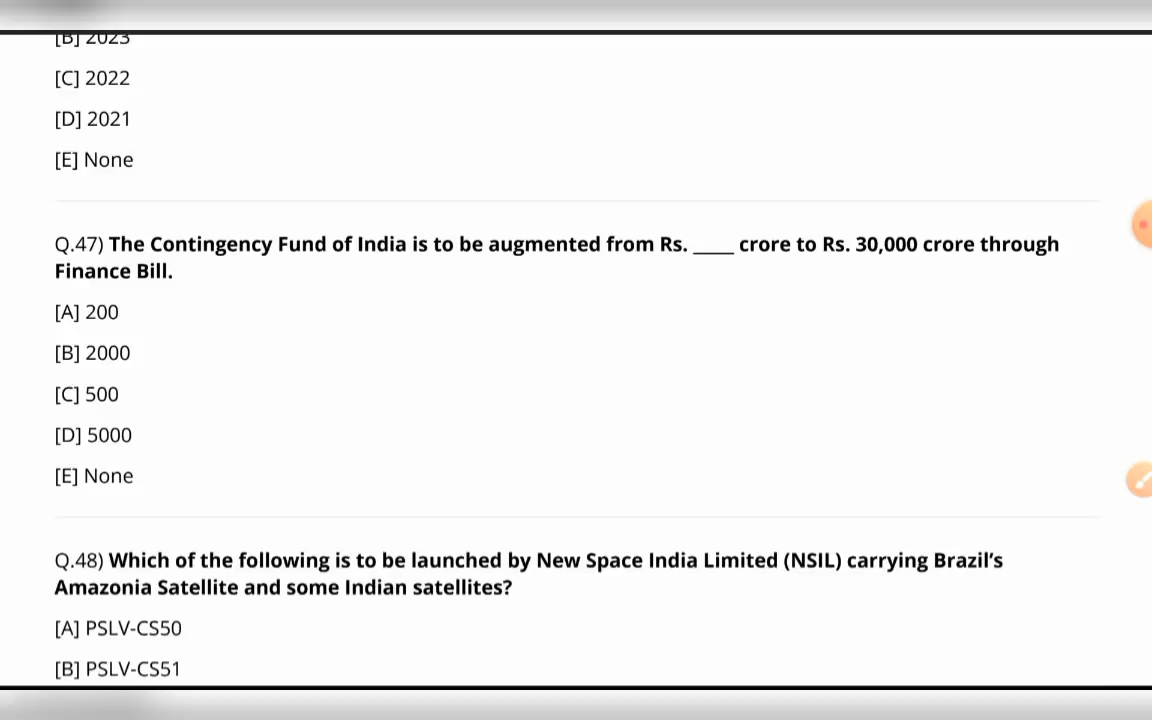 [B] 2023
[C] 2022
[D] 2021
[E] None
Q.47) The Contingency Fund of India is to be augmented from Rs. ____ crore to Rs. 30,000 crore through
Finance Bill.
[A] 200
[B] 2000
[C] 500
[D] 5000
[E] None
Q.48) Which of the following is to be launched by New Space India Limited (NSIL) carrying Brazil’s
Amazonia Satellite and some Indian satellites?
[A] PSLV-CS50
[B] PSLV-CS51